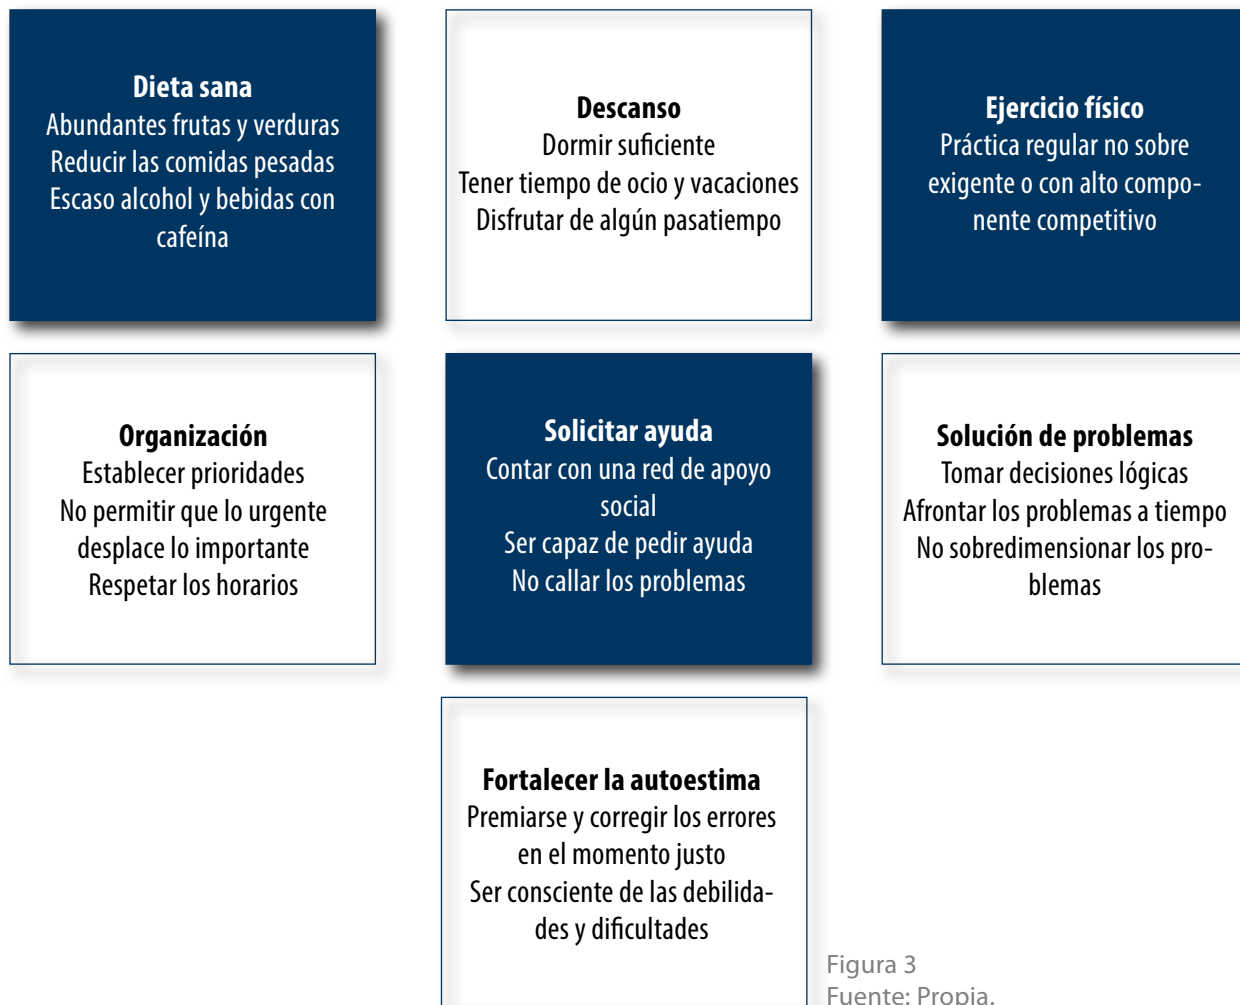 Dieta sana
Abundantes frutas y verduras
Reducir las comidas pesadas
Escaso alcohol y bebidas con
cafeína
Descanso
Dormir suficiente
Tener tiempo de ocio y vacaciones
Disfrutar de algún pasatiempo
Ejercicio físico
Práctica regular no sobre
exigente o con alto compo-
nente competitivo
Organización
Establecer prioridades
No permitir que lo urgente
desplace lo importante
Respetar los horarios
Solicitar ayuda
Contar con una red de apoyo
social
Ser capaz de pedir ayuda
No callar los problemas
Solución de problemas
Tomar decisiones lógicas
Afrontar los problemas a tiempo
No sobredimensionar los pro-
blemas
Fortalecer la autoestima
Premiarse y corregir los errores
en el momento justo
Ser consciente de las debilida-
des y dificultades
Figura 3
Fuente: Propia.